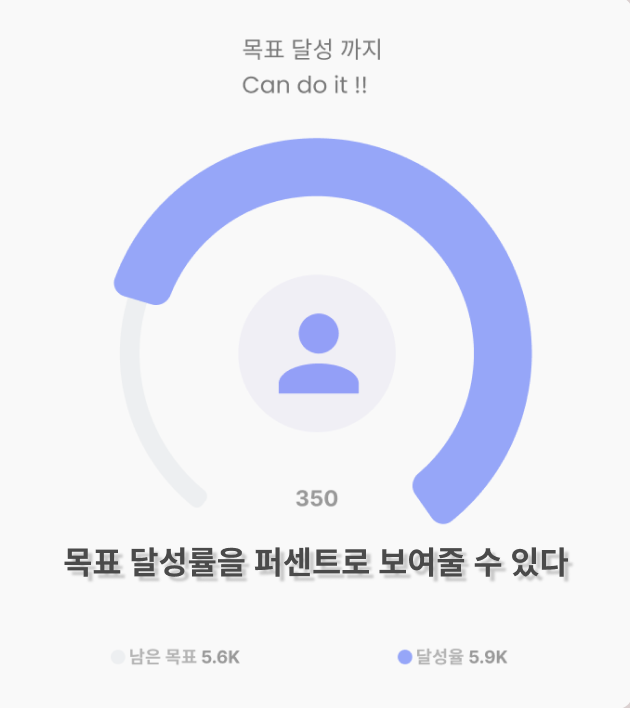 목표 달성 까지
Can do it !!
350
목표 달성률을 퍼센트로 보여줄 수 있다
남은 목표 5.6K
달성율 5.9K